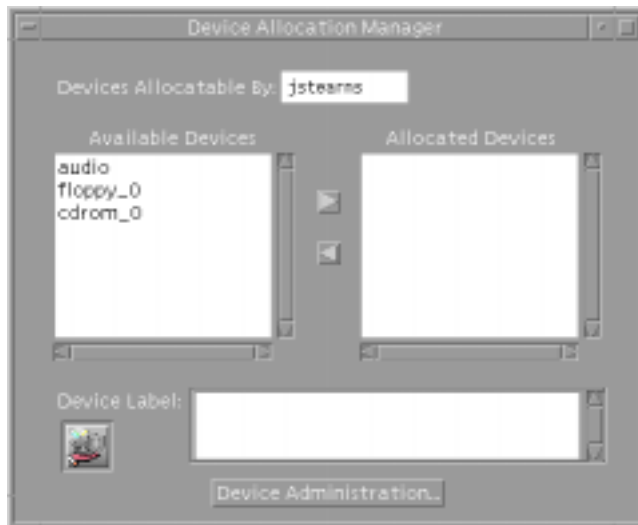 Device Allocation Manager
Devices Allocatable By: jstearns
Available Devices
Allocated Devices
audio
floppy_0
cdrom_0
Device Label:
Device Administration...